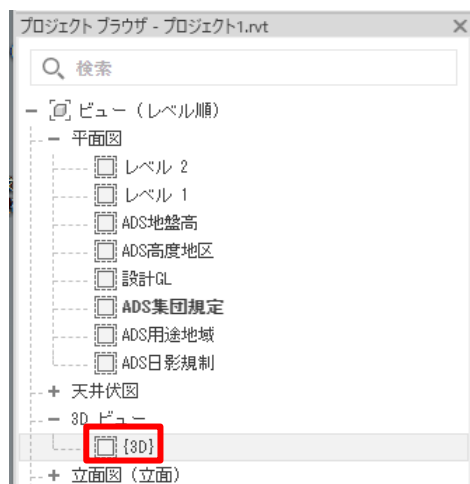 プロジェクト ブラウザ - プロジェクト1.rvt
検索
ビュー (レベル順)
平面図
レベル 2
レベル 1
ADS地盤高
ADS高度地区
設計GL
ADS集団規定
ADS用途地域
ADS日影規制
天井伏図
3D ビュー
{3D}
立面図 (立面)